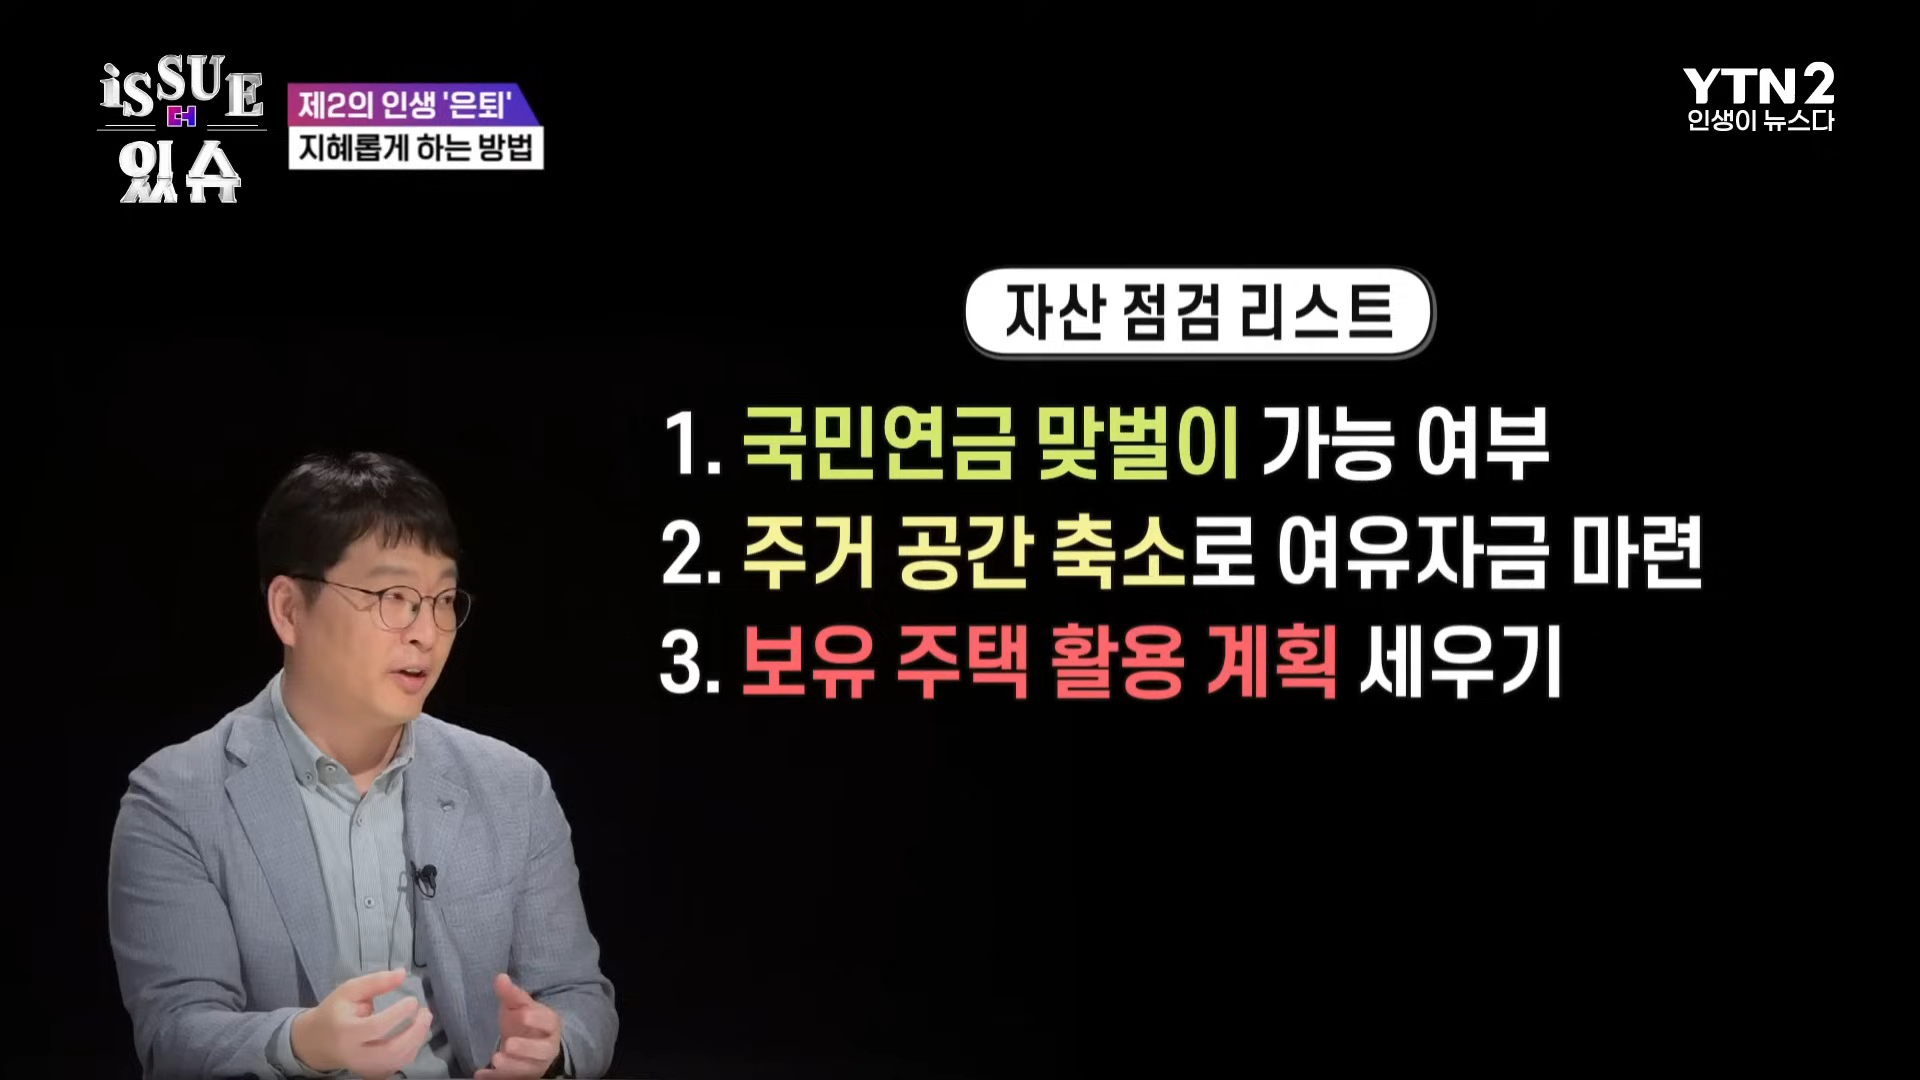 iSSUE
더
있슈
제2의 인생 '은퇴'
지혜롭게 하는 방법
YTN2
인생이 뉴스다
자산 점검 리스트
1. 국민연금 맞벌이 가능 여부
2. 주거 공간 축소로 여유자금 마련
3. 보유 주택 활용 계획 세우기